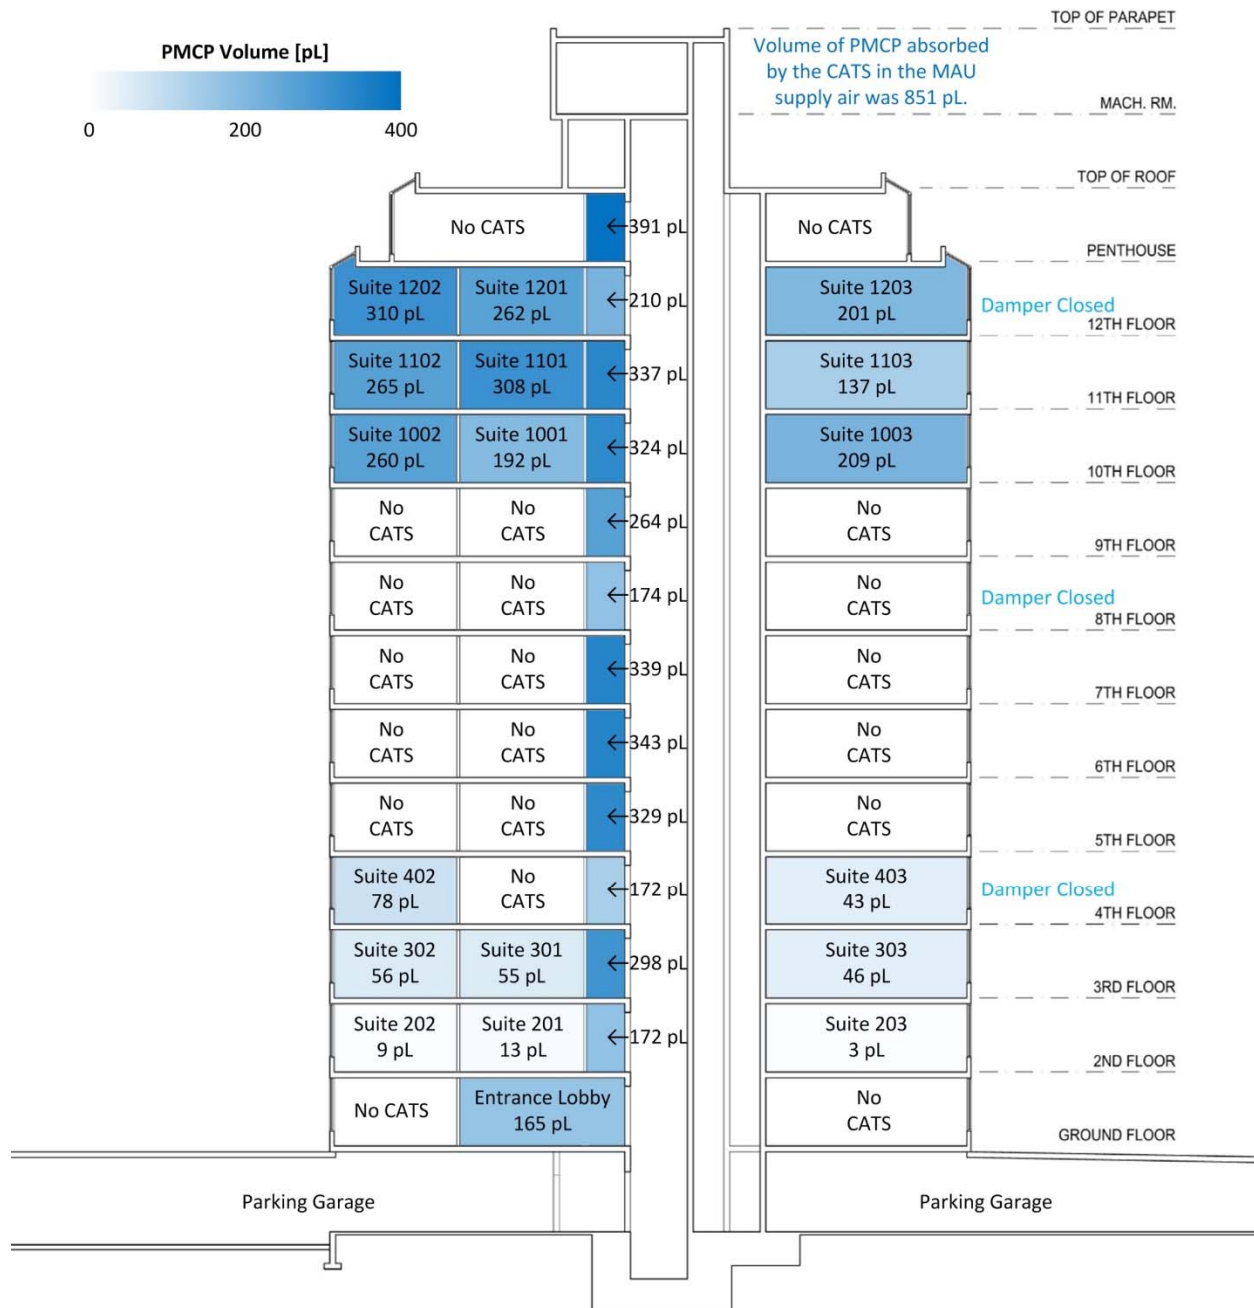 TOP OF PARAPET
PMCP Volume [pL]
0 200 400
Volume of PMCP absorbed
by the CATS in the MAU
supply air was 851 pL.
MACH. RM.
TOP OF ROOF
No CATS
391 pL
No CATS
PENTHOUSE
Suite 1202
310 pL
Suite 1201
262 pL
210 pL
Suite 1203
201 pL
Damper Closed
12TH FLOOR
Suite 1102
265 pL
Suite 1101
308 pL
337 pL
Suite 1103
137 pL
11TH FLOOR
Suite 1002
260 pL
Suite 1001
192 pL
324 pL
Suite 1003
209 pL
10TH FLOOR
No
CATS
No
CATS
264 pL
No
CATS
9TH FLOOR
No
CATS
No
CATS
174 pL
No
CATS
Damper Closed
8TH FLOOR
No
CATS
No
CATS
339 pL
No
CATS
7TH FLOOR
No
CATS
No
CATS
343 pL
No
CATS
6TH FLOOR
No
CATS
No
CATS
329 pL
No
CATS
5TH FLOOR
Suite 402
78 pL
No
CATS
172 pL
Suite 403
43 pL
Damper Closed
4TH FLOOR
Suite 302
56 pL
Suite 301
55 pL
298 pL
Suite 303
46 pL
3RD FLOOR
Suite 202
9 pL
Suite 201
13 pL
172 pL
Suite 203
3 pL
2ND FLOOR
No CATS
Entrance Lobby
165 pL
No
CATS
GROUND FLOOR
Parking Garage
Parking Garage